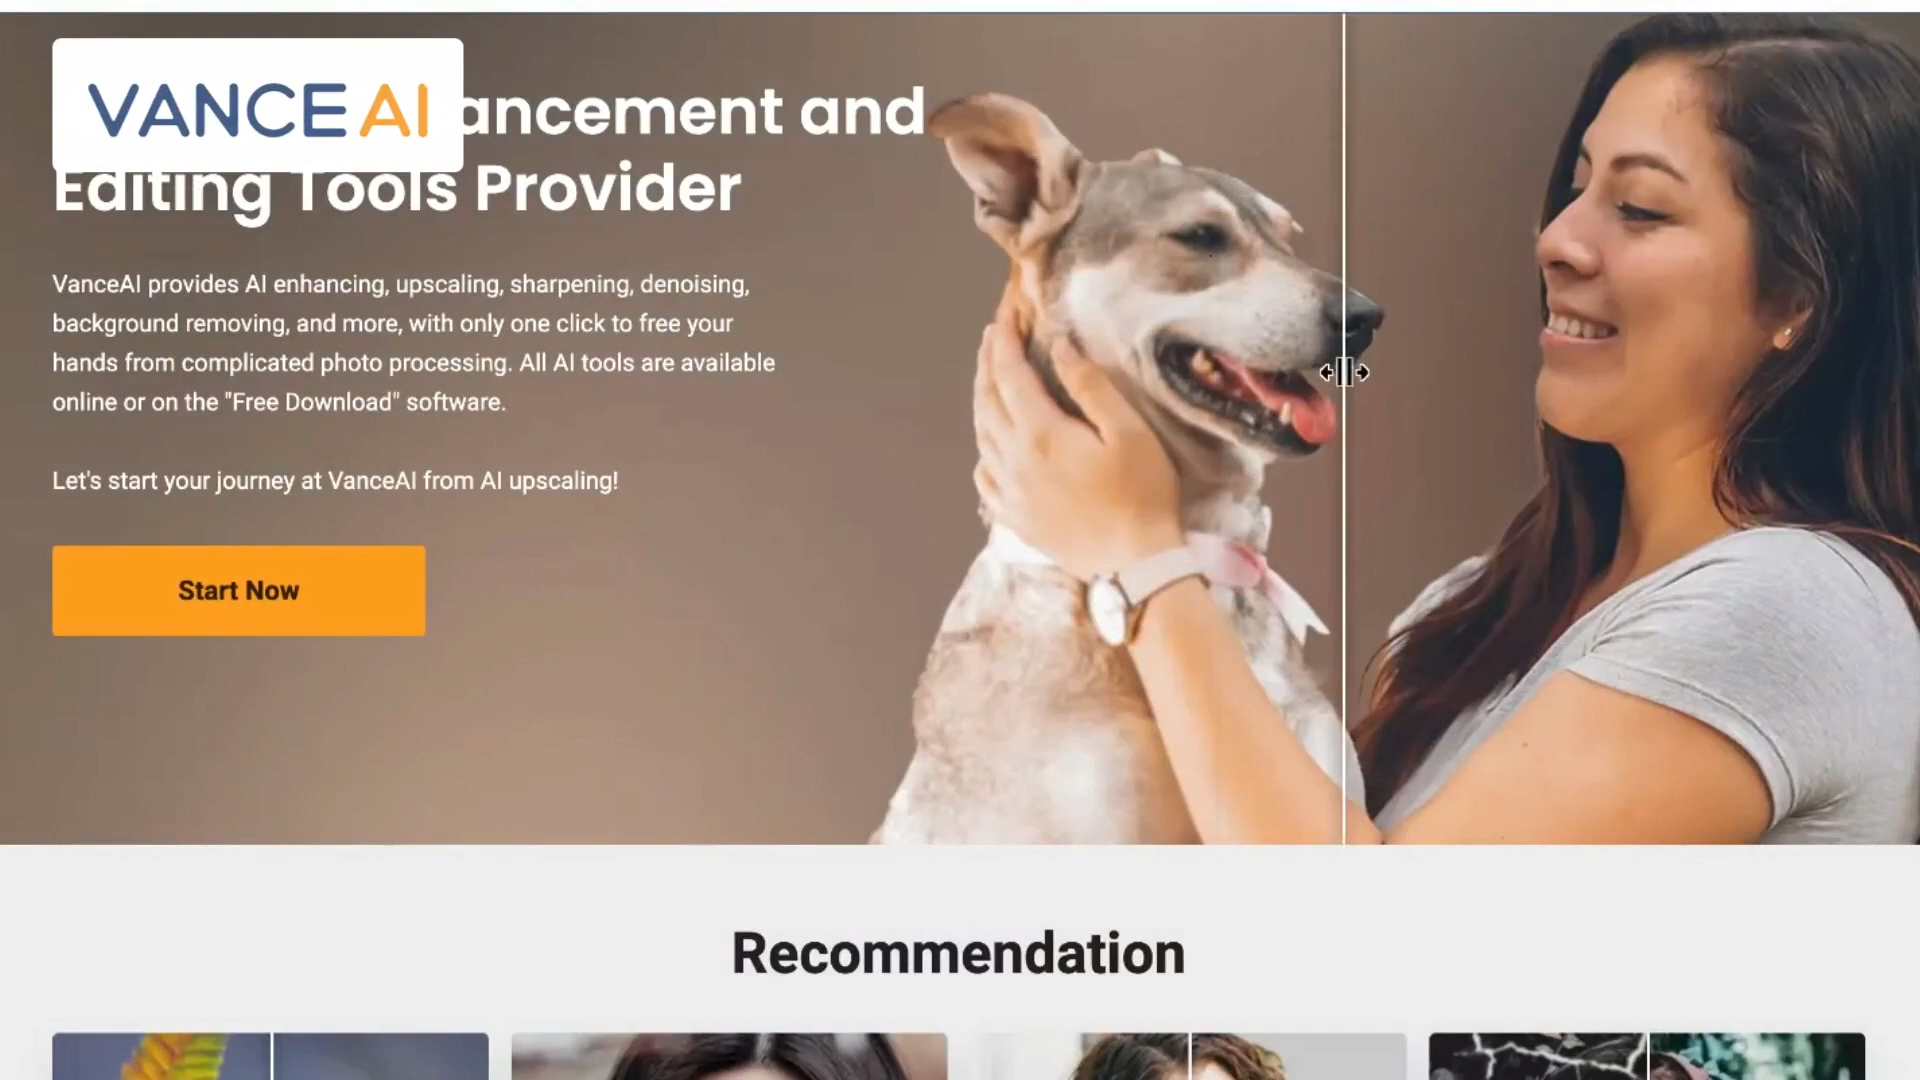 VANCE AI
ancement and
Editing Tools Provider
VanceAI provides AI enhancing, upscaling, sharpening, denoising,
background removing, and more, with only one click to free your
hands from complicated photo processing. All AI tools are available
online or on the "Free Download" software.
Let's start your journey at VanceAI from AI upscaling!
Start Now
Recommendation